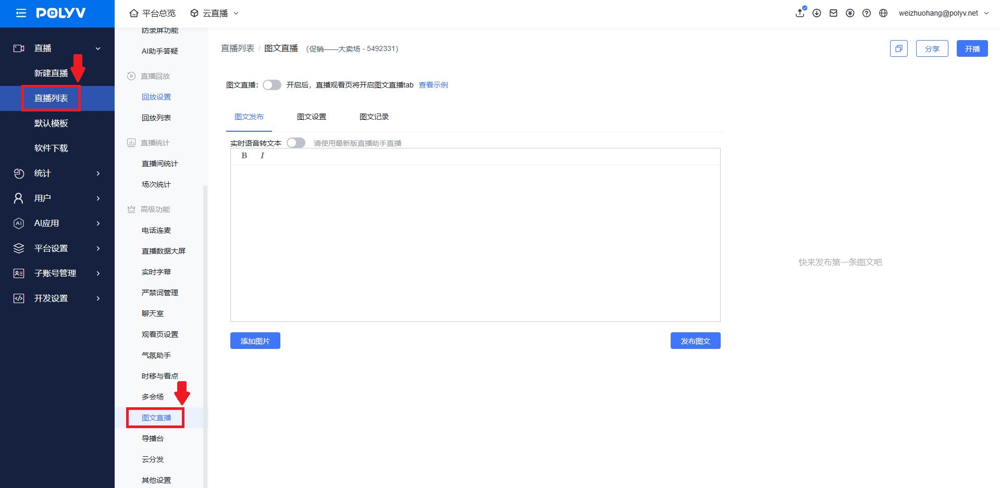 POLYV
平台总览
云直播
weizhuohang@polyv.net
直播
新建直播
直播列表
默认模板
软件下载
统计
用户
AI应用
平台设置
子账号管理
开发设置
防录屏功能
AI助手答疑
直播回放
回放设置
回放列表
直播统计
直播间统计
场次统计
高级功能
电话连麦
直播数据大屏
实时字幕
严禁词管理
聊天室
观看页设置
气氛助手
时移与看点
多会场
图文直播
导播台
云分发
其他设置
直播列表 / 图文直播 (促销——大卖场 - 5492331)
分享
开播
图文直播: 开启后，直播观看页将开启图文直播tab 查看示例
图文发布
图文设置
图文记录
实时语音转文本 请使用最新版直播助手直播
B I
添加图片
发布图文
快来发布第一条图文吧